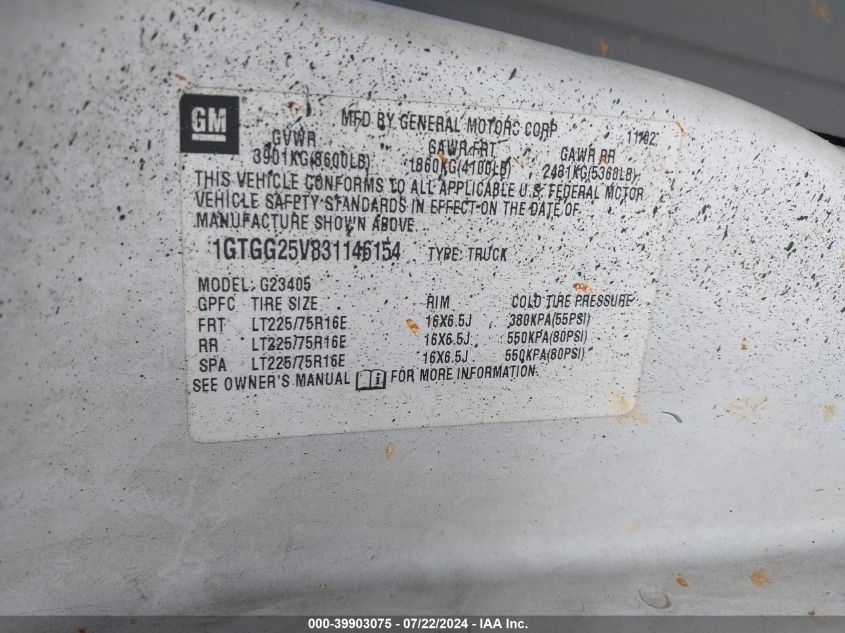 GM
MFD BY GENERAL MOTORS CORP
GVWR GAWR FRT GAWR RR
3901KG(8600LB) 1860KG(4100LB) 2431KG(5360LB)
THIS VEHICLE CONFORMS TO ALL APPLICABLE U.S. FEDERAL MOTOR
VEHICLE SAFETY STANDARDS IN EFFECT ON THE DATE OF
MANUFACTURE SHOWN ABOVE.
1GTGG25V831146154 TYPE: TRUCK
MODEL: G23405
GPFC TIRE SIZE RIM COLD TIRE PRESSURE
FRT LT225/75R16E 16X6.5J 380KPA(55PSI)
RR LT225/75R16E 16X6.5J 550KPA(80PSI)
SPA LT225/75R16E 16X6.5J 550KPA(80PSI)
SEE OWNER'S MANUAL FOR MORE INFORMATION.
000-39903075 - 07/22/2024 - IAA Inc.